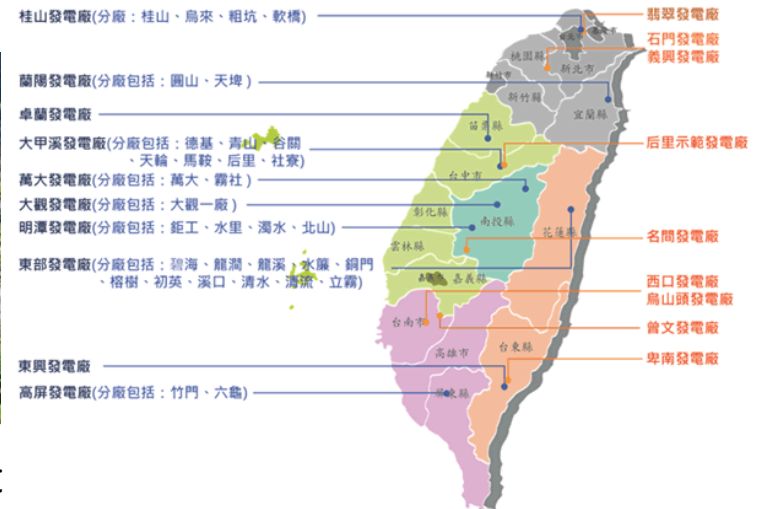 桂山發電廠(分廠：桂山、烏來、粗坑、軟橋)
蘭陽發電廠(分廠包括：圓山、天埤)
卓蘭發電廠
大甲溪發電廠(分廠包括：德基、青山、谷關
、天輪、馬鞍、后里、社寮)
萬大發電廠(分廠包括：萬大、霧社)
大觀發電廠(分廠包括：大觀一廠)
明潭發電廠(分廠包括：鉅工、水里、濁水、北山)
東部發電廠(分廠包括：碧海、龍澗、龍溪、水簾、銅門
、榕樹、初英、溪口、清水、清流、立霧)
東興發電廠
高屏發電廠(分廠包括：竹門、六龜)
桃園縣
新北市
新竹縣
宜蘭縣
苗栗縣
台中市
彰化縣
南投縣
花蓮縣
雲林縣
嘉義縣
台南市
高雄市
台東縣
屏東縣
翡翠發電廠
石門發電廠
義興發電廠
后里示範發電廠
名間發電廠
西口發電廠
烏山頭發電廠
曾文發電廠
卑南發電廠